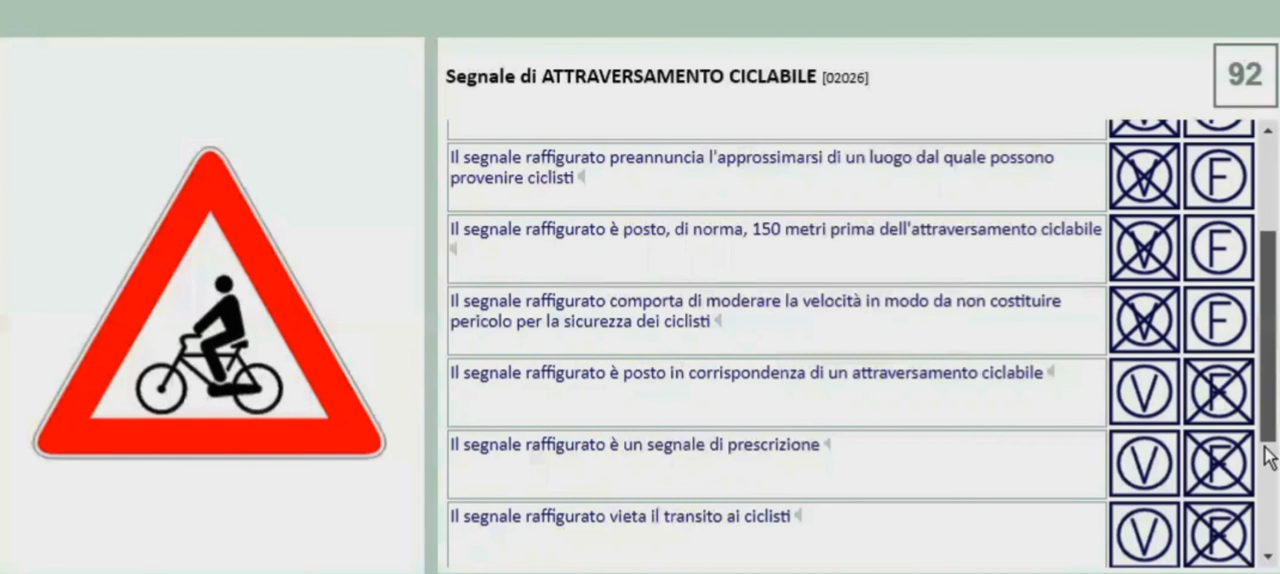 Segnale di ATTRAVERSAMENTO CICLABILE [02026]
92
Il segnale raffigurato preannuncia l'approssimarsi di un luogo dal quale possono
provenire ciclisti
V F
Il segnale raffigurato è posto, di norma, 150 metri prima dell'attraversamento ciclabile
V F
Il segnale raffigurato comporta di moderare la velocità in modo da non costituire
pericolo per la sicurezza dei ciclisti
V F
Il segnale raffigurato è posto in corrispondenza di un attraversamento ciclabile
V F
Il segnale raffigurato è un segnale di prescrizione
V F
Il segnale raffigurato vieta il transito ai ciclisti
V F